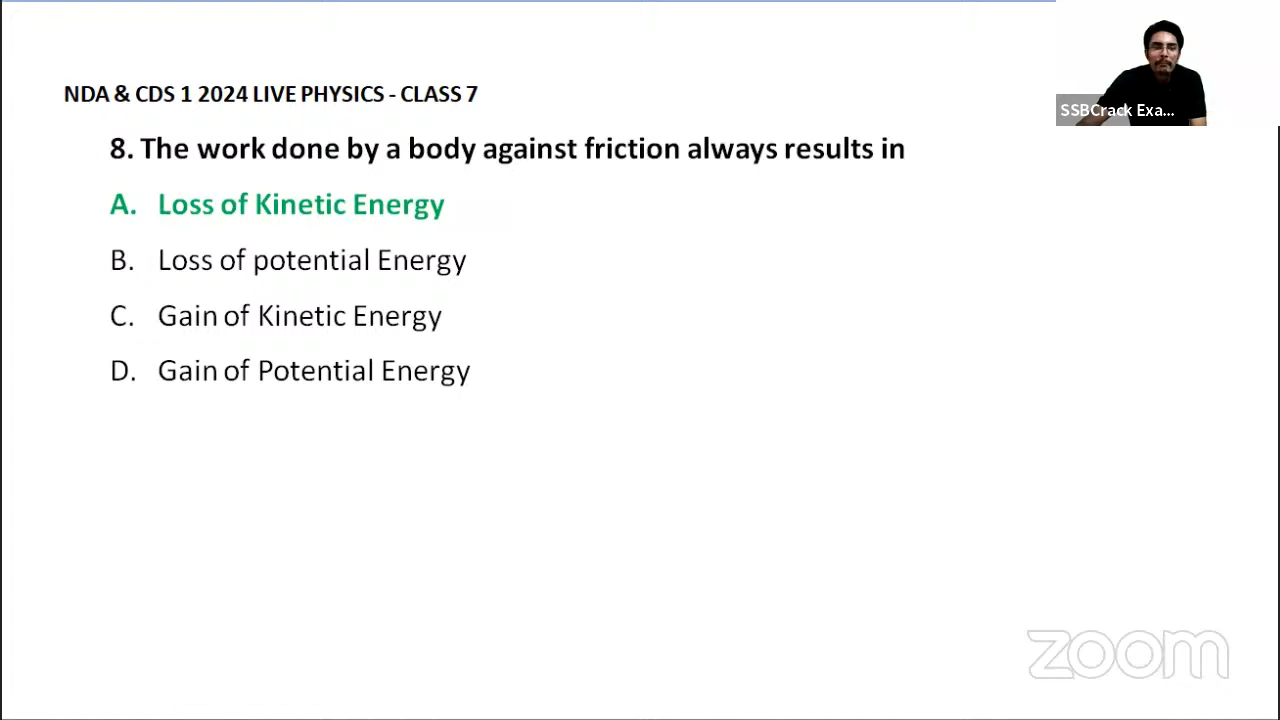 NDA & CDS 1 2024 LIVE PHYSICS - CLASS 7
SSBCrack Exa...
8. The work done by a body against friction always results in
A. Loss of Kinetic Energy
B. Loss of potential Energy
C. Gain of Kinetic Energy
D. Gain of Potential Energy
zoom